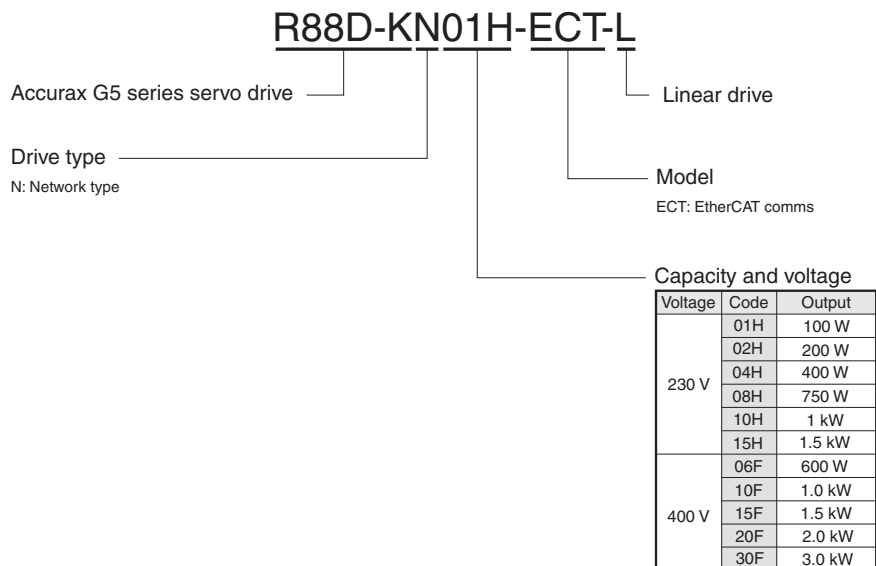 R88D-KN01H-ECT-L
Accurax G5 series servo drive
Linear drive
Drive type
N: Network type
Model
ECT: EtherCAT comms
Capacity and voltage
Voltage Code Output
230 V
01H 100 W
02H 200 W
04H 400 W
08H 750 W
10H 1 kW
15H 1.5 kW
400 V
06F 600 W
10F 1.0 kW
15F 1.5 kW
20F 2.0 kW
30F 3.0 kW